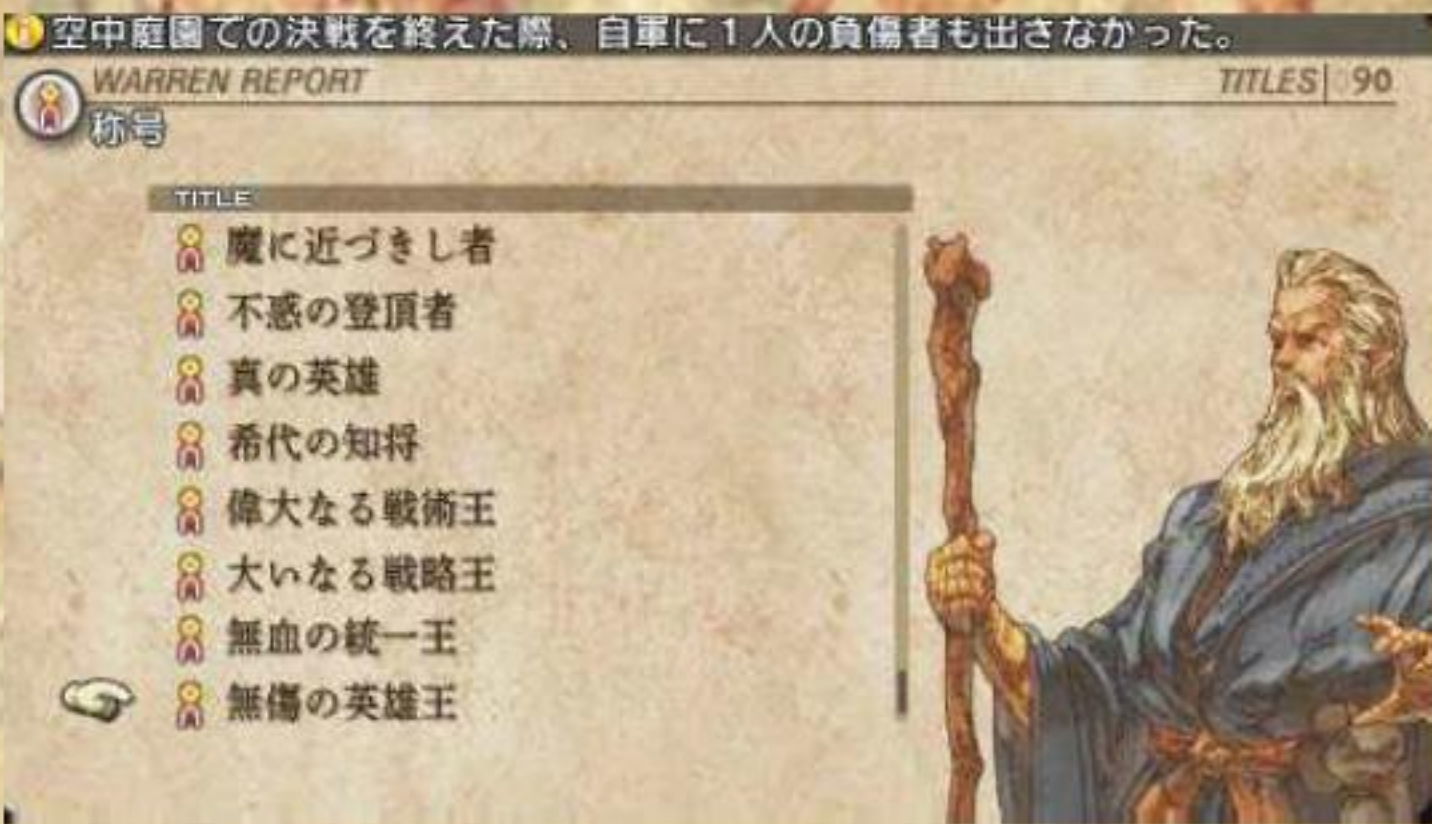 空中庭園での決戦を終えた際、自軍に１人の負傷者も出さなかった。
WARREN REPORT
TITLES 090
称号
TITLE
魔に近づきし者
不惑の登頂者
真の英雄
希代の知将
偉大なる戦術王
大いなる戦略王
無血の統一王
無傷の英雄王